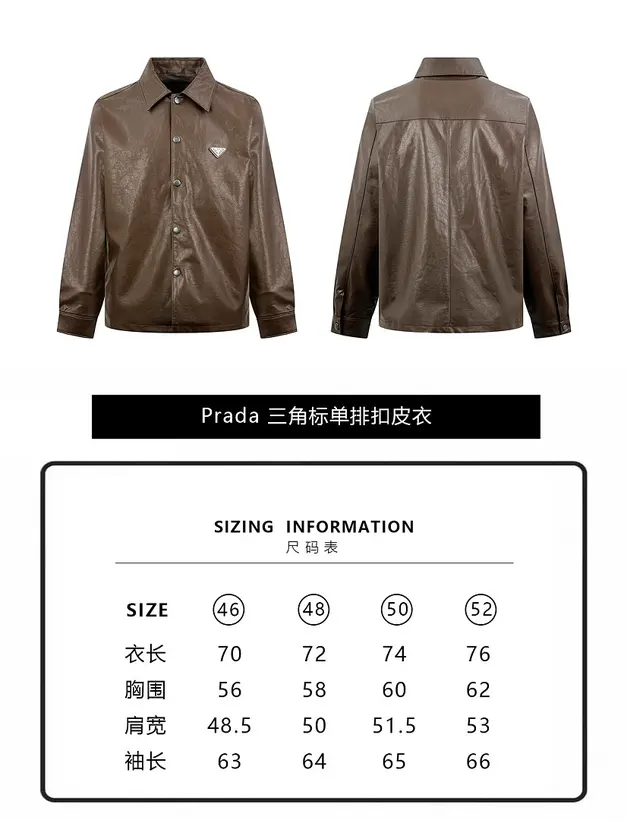 Prada 三角标单排扣皮衣
SIZING INFORMATION
尺码表
SIZE 46 48 50 52
衣长 70 72 74 76
胸围 56 58 60 62
肩宽 48.5 50 51.5 53
袖长 63 64 65 66